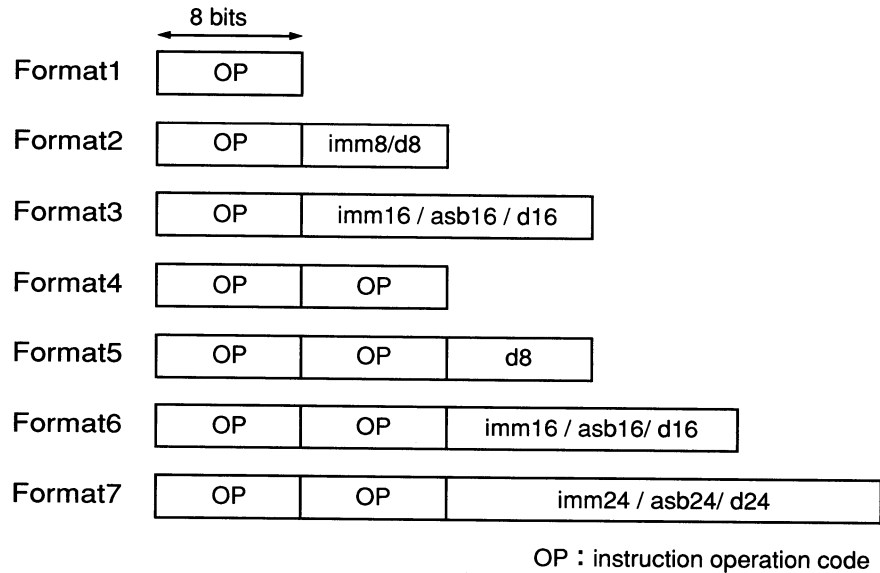 8 bits
Format1 OP
Format2 OP imm8/d8
Format3 OP imm16 / asb16 / d16
Format4 OP OP
Format5 OP OP d8
Format6 OP OP imm16 / asb16/ d16
Format7 OP OP imm24 / asb24/ d24
OP : instruction operation code